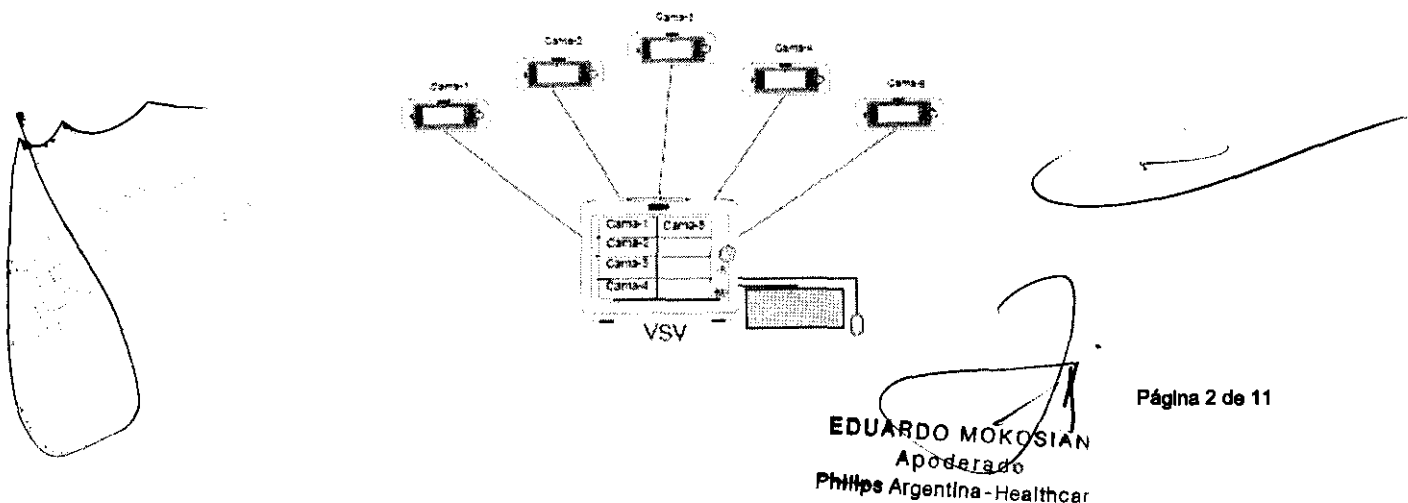 Cama-3
Cama-2
Cama-4
Cama-1
Cama-5
Cama-1 Cama-5
Cama-2
Cama-3
Cama-4
VSV
Página 2 de 11
EDUARDO MOKOSIAN
Apoderado
Philips Argentina-Healthcar